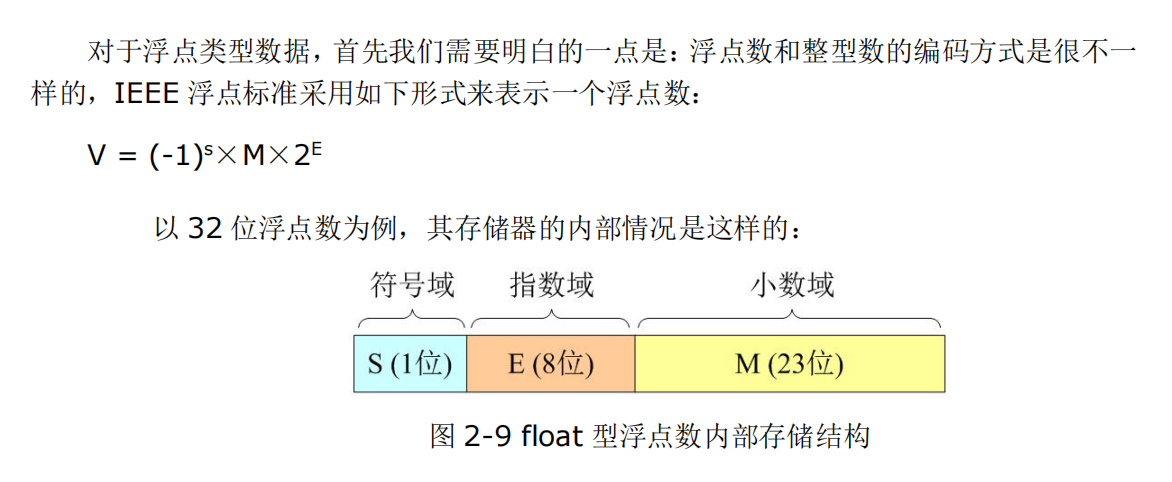 对于浮点类型数据，首先我们需要明白的一点是：浮点数和整型数的编码方式是很不一
样的，IEEE 浮点标准采用如下形式来表示一个浮点数：
V = (-1)ˢ×M×2ᴱ
以 32 位浮点数为例，其存储器的内部情况是这样的：
符号域 指数域 小数域
S (1位) E (8位) M (23位)
图 2-9 float 型浮点数内部存储结构